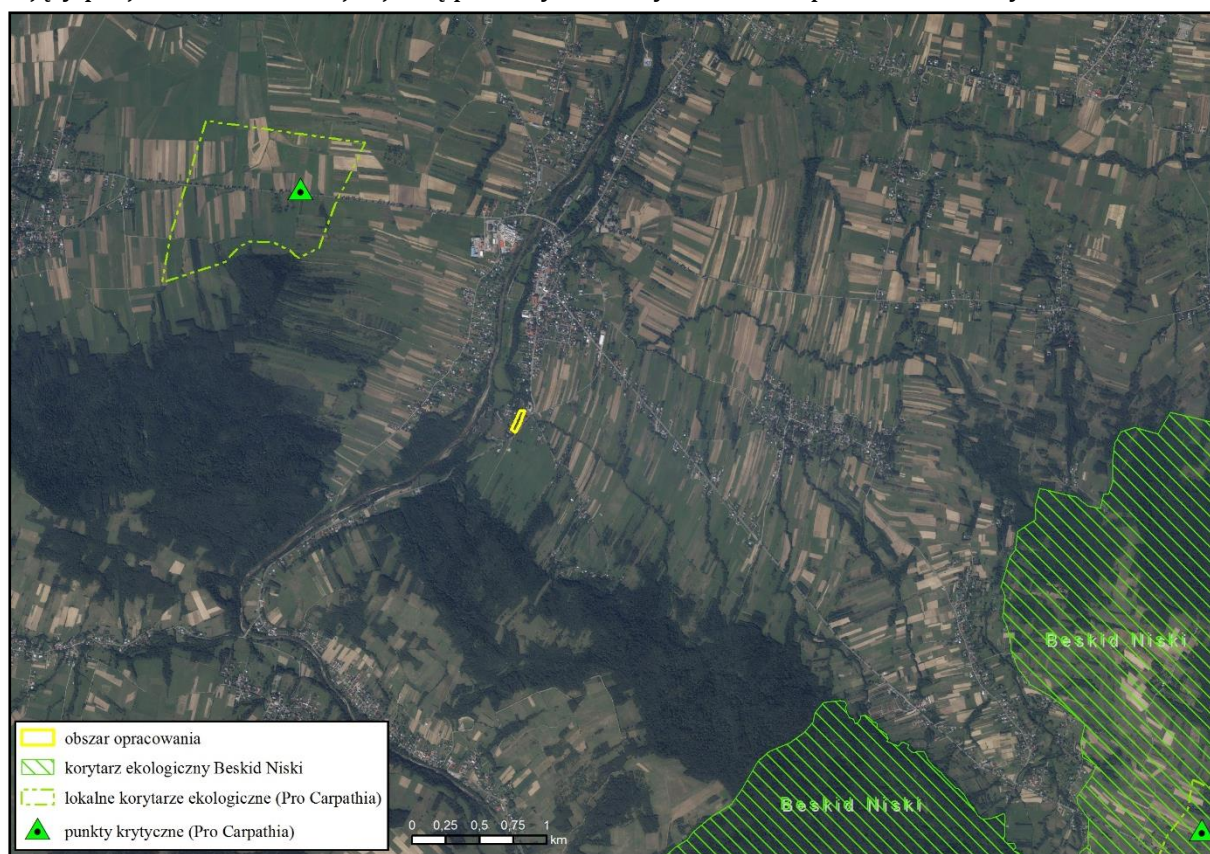 Beskid Niski
Beskid Niski
obszar opracowania
korytarz ekologiczny Beskid Niski
lokalne korytarze ekologiczne (Pro Carpathia)
punkty krytyczne (Pro Carpathia)
0 0,25 0,5 0,75 1
km